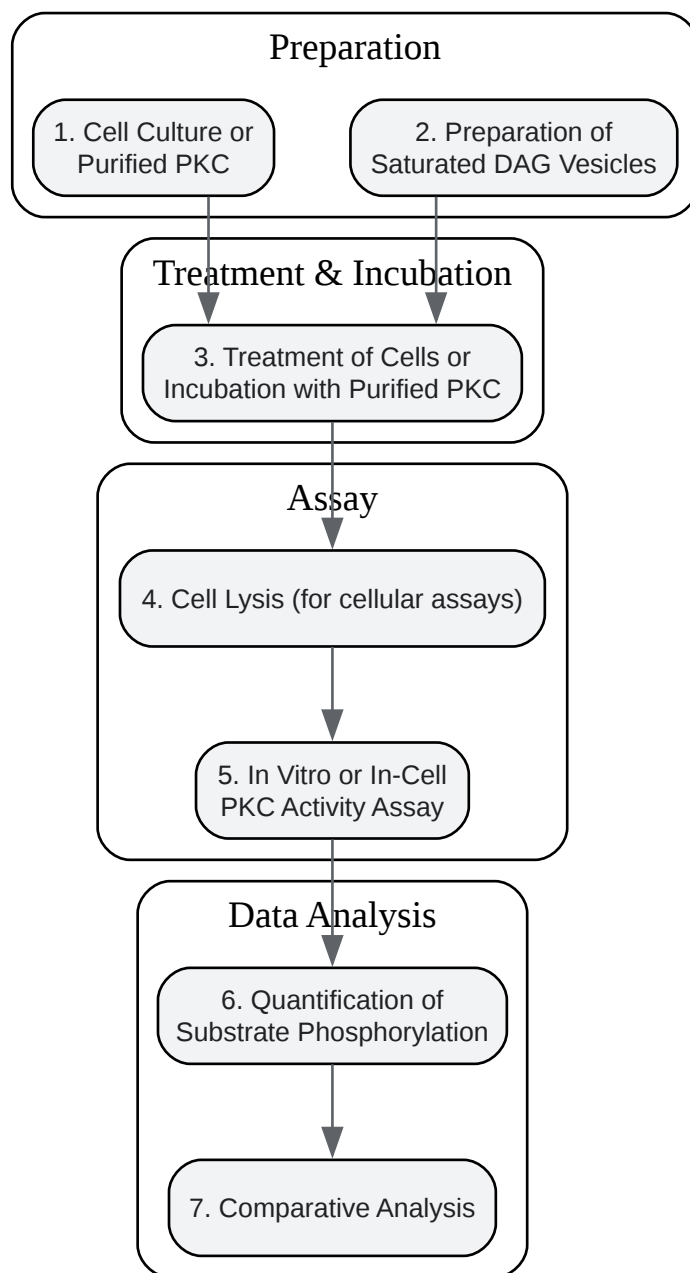 Preparation
1. Cell Culture or
Purified PKC
2. Preparation of
Saturated DAG Vesicles
Treatment & Incubation
3. Treatment of Cells or
Incubation with Purified PKC
Assay
4. Cell Lysis (for cellular assays)
5. In Vitro or In-Cell
PKC Activity Assay
Data Analysis
6. Quantification of
Substrate Phosphorylation
7. Comparative Analysis